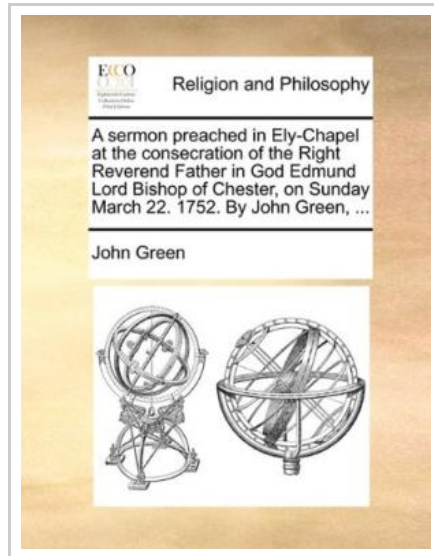 ECCO
Religion and Philosophy
A sermon preached in Ely-Chapel
at the consecration of the Right
Reverend Father in God Edmund
Lord Bishop of Chester, on Sunday
March 22. 1752. By John Green, ...
John Green